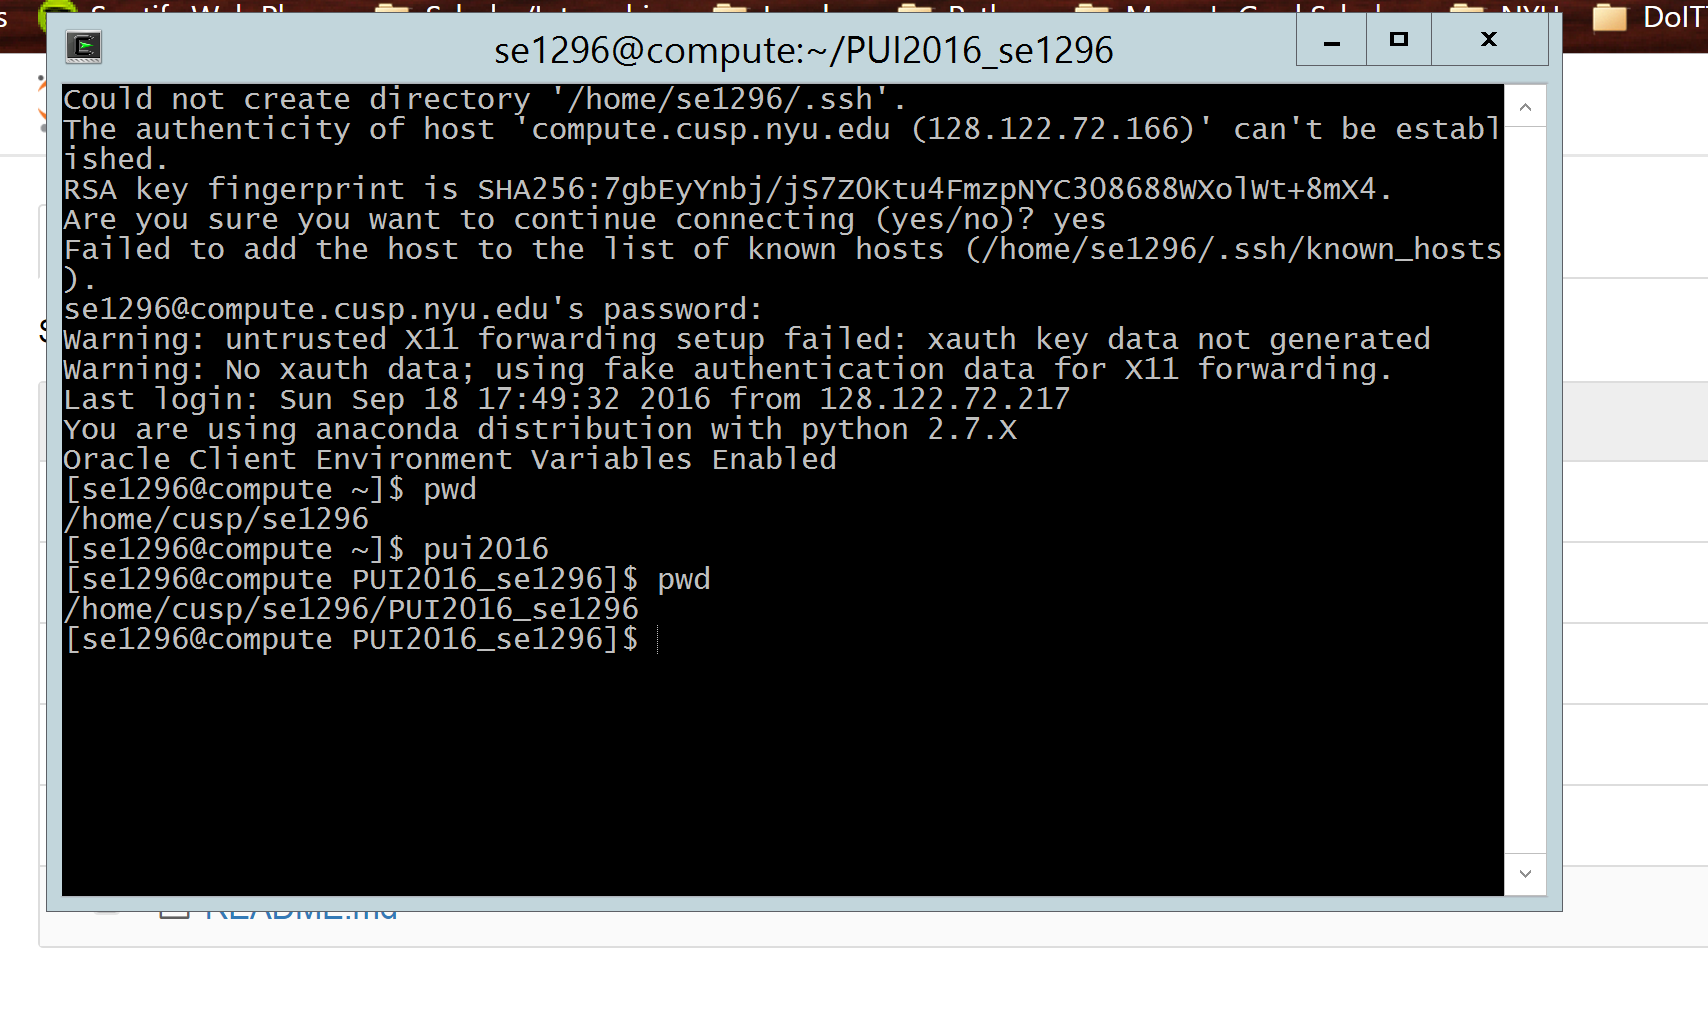 DoIT
se1296@compute:~/PUI2016_se1296
Could not create directory '/home/se1296/.ssh'.
The authenticity of host 'compute.cusp.nyu.edu (128.122.72.166)' can't be establ
ished.
RSA key fingerprint is SHA256:7gbEyYnbj/jS7Z0Ktu4FmzpNYC3O8688WXolWt+8mX4.
Are you sure you want to continue connecting (yes/no)? yes
Failed to add the host to the list of known hosts (/home/se1296/.ssh/known_hosts
).
se1296@compute.cusp.nyu.edu's password:
Warning: untrusted X11 forwarding setup failed: xauth key data not generated
Warning: No xauth data; using fake authentication data for X11 forwarding.
Last login: Sun Sep 18 17:49:32 2016 from 128.122.72.217
You are using anaconda distribution with python 2.7.X
Oracle Client Environment Variables Enabled
[se1296@compute ~]$ pwd
/home/cusp/se1296
[se1296@compute ~]$ pui2016
[se1296@compute PUI2016_se1296]$ pwd
/home/cusp/se1296/PUI2016_se1296
[se1296@compute PUI2016_se1296]$
README.md